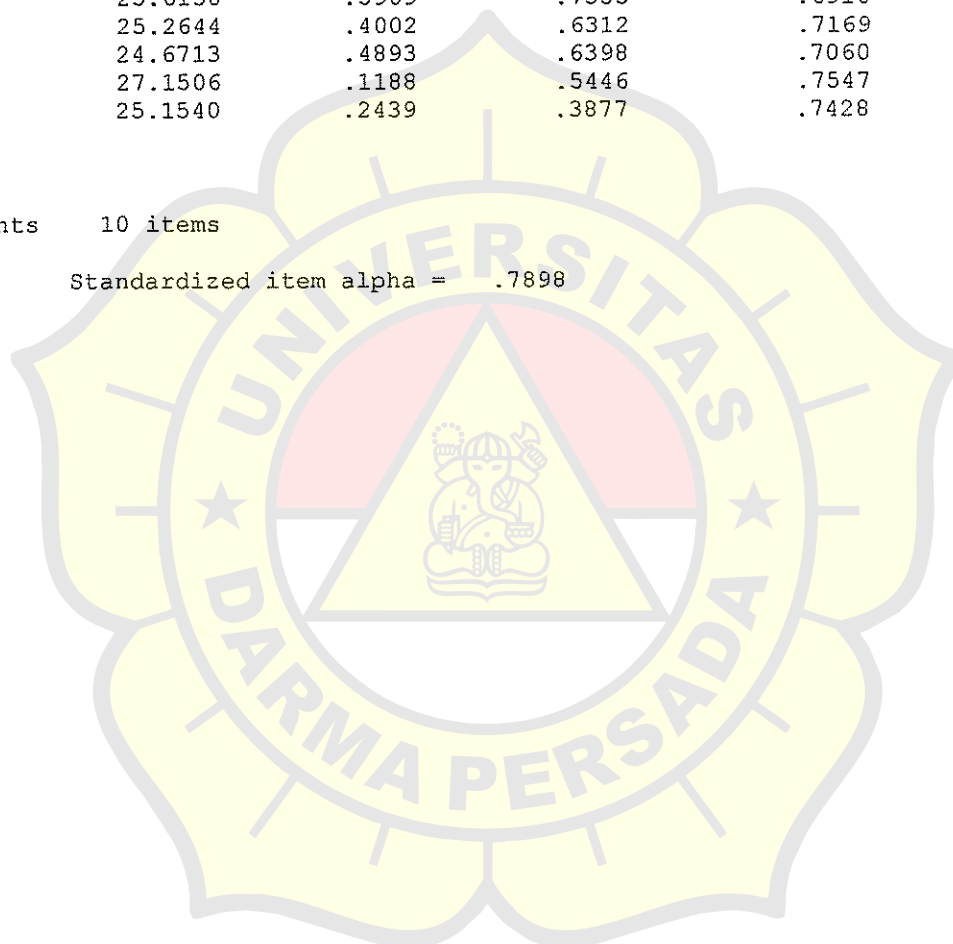 25.2644 .4002 .6312 .7169
24.6713 .4893 .6398 .7060
27.1506 .1188 .5446 .7547
25.1540 .2439 .3877 .7428
10 items
Standardized item alpha = .7898
UNIVERSITAS
DARMA PERSADA